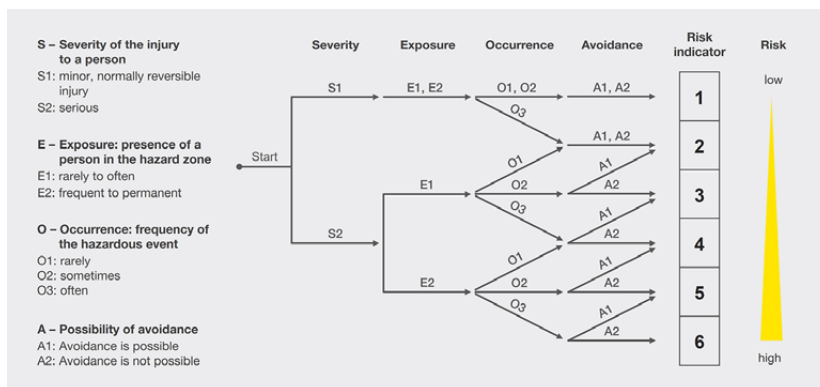 S – Severity of the injury
to a person
S1: minor, normally reversible
injury
S2: serious
E – Exposure: presence of a
person in the hazard zone
E1: rarely to often
E2: frequent to permanent
O – Occurrence: frequency of
the hazardous event
O1: rarely
O2: sometimes
O3: often
A – Possibility of avoidance
A1: Avoidance is possible
A2: Avoidance is not possible
Severity
Exposure
Occurrence
Avoidance
Risk
indicator
Risk
Start
S1
E1, E2
O1, O2
A1, A2
1
low
O3
A1, A2
2
O1
A1
E1
O2
A2
3
O3
A1
S2
A2
4
O1
A1
E2
O2
A2
5
O3
A1
A2
6
high